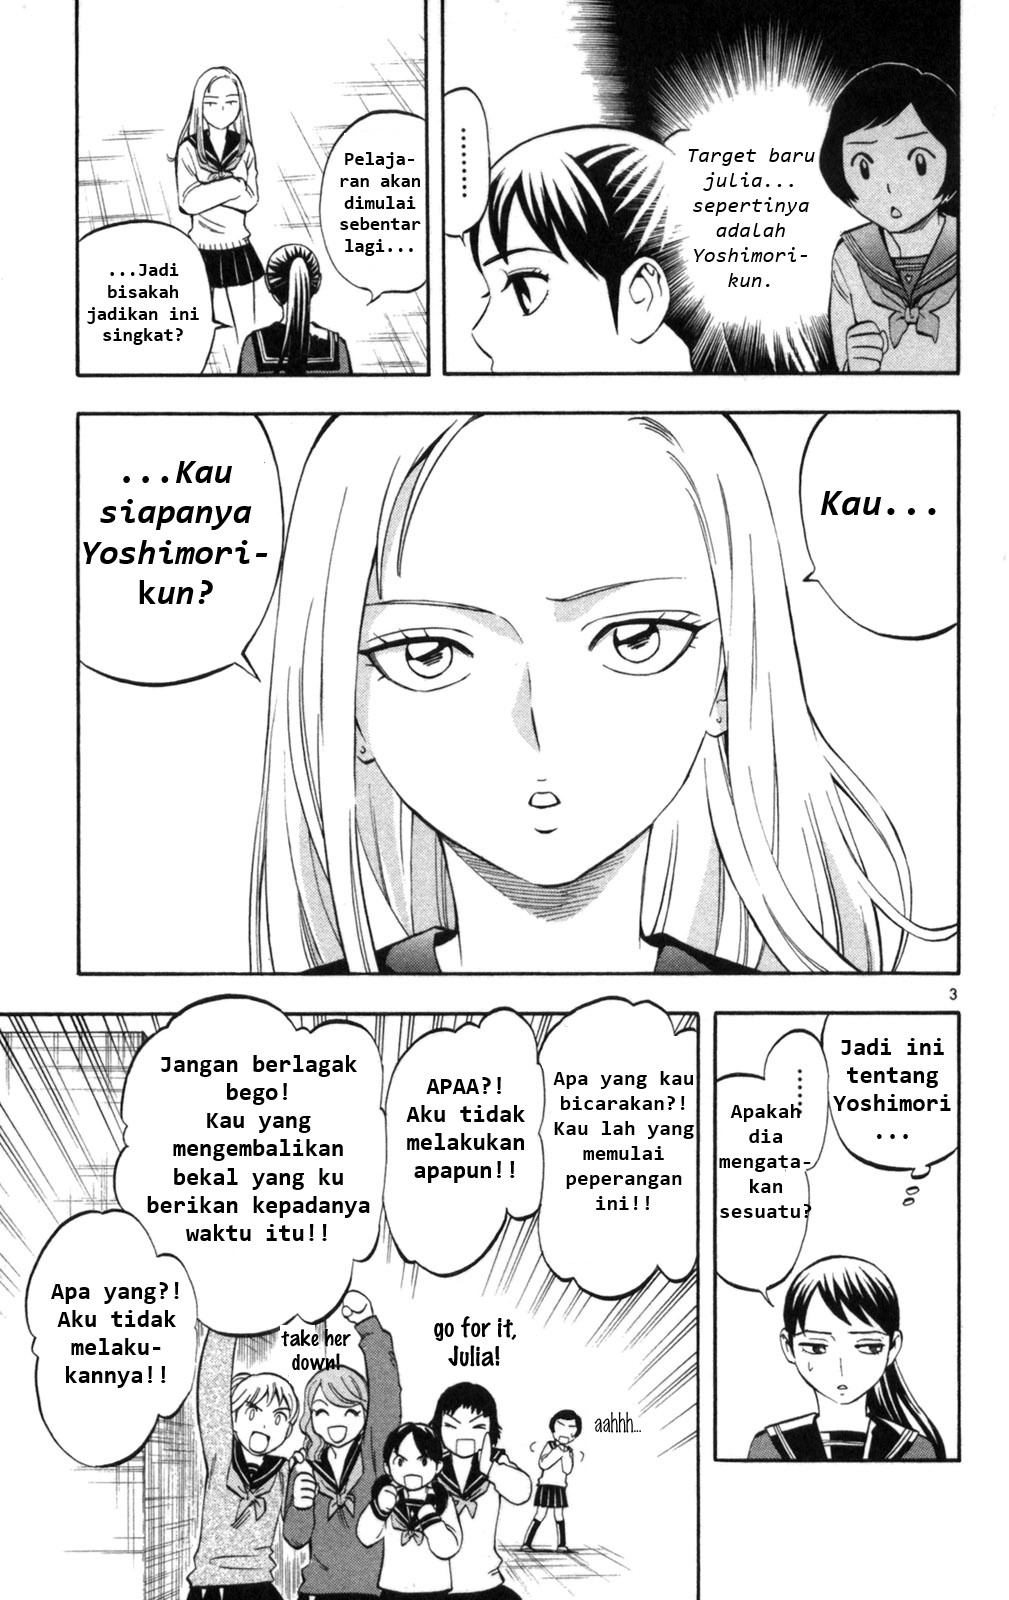 Target baru
julia...
sepertinya
adalah
Yoshimori-
kun.
.........
Pelaja-
ran akan
dimulai
sebentar
lagi...
...Jadi
bisakah
jadikan ini
singkat?
Kau...
...Kau
siapanya
Yoshimori-
kun?
3
Jadi ini
tentang
Yoshimori
...
......
Apakah
dia
mengata-
kan
sesuatu?
Apa yang kau
bicarakan?!
Kau lah yang
memulai
peperangan
ini!!
APAA?!
Aku tidak
melakukan
apapun!!
Jangan berlagak
bego!
Kau yang
mengembalikan
bekal yang ku
berikan kepadanya
waktu itu!!
Apa yang?!
Aku tidak
melaku-
kannya!!
go for it,
Julia!
take her
down!
aahhh...